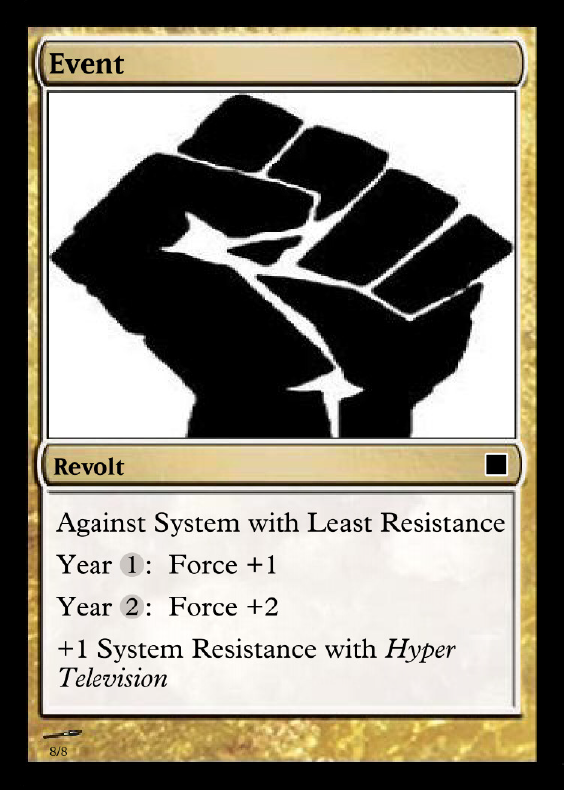 Event
Revolt
Against System with Least Resistance
Year 1: Force +1
Year 2: Force +2
+1 System Resistance with Hyper
Television
8/8